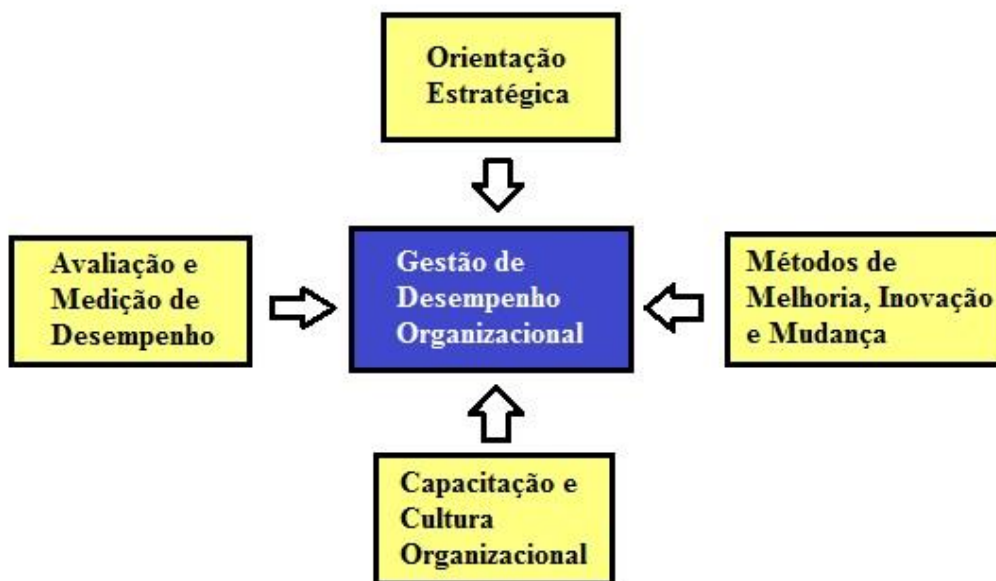 Orientação
Estratégica
Avaliação e
Medição de
Desempenho
Gestão de
Desempenho
Organizacional
Métodos de
Melhoria, Inovação
e Mudança
Capacitação e
Cultura
Organizacional